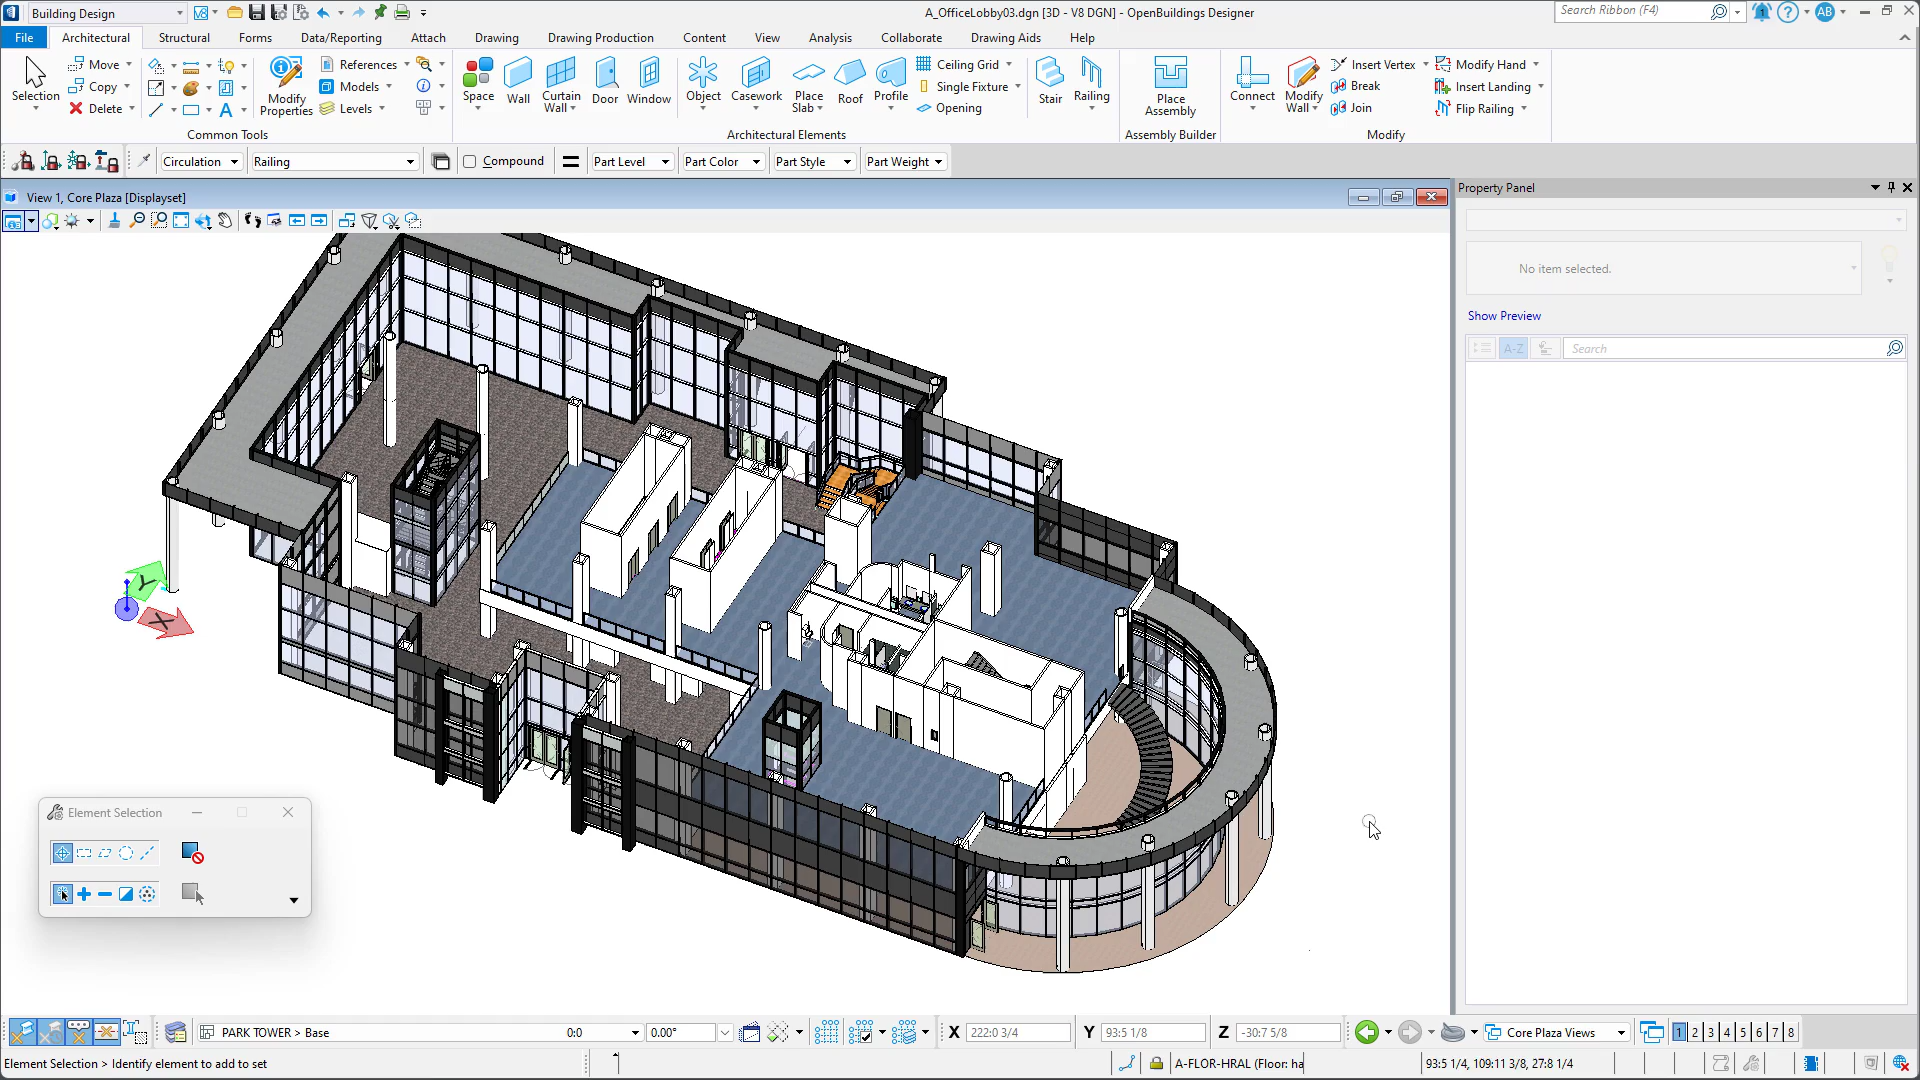 Building Design
V8
A_OfficeLobby03.dgn [3D - V8 DGN] - OpenBuildings Designer
Search Ribbon (F4)
1
AB
File
Architectural
Structural
Forms
Data/Reporting
Attach
Drawing
Drawing Production
Content
View
Analysis
Collaborate
Drawing Aids
Help
Selection
Move
Copy
Delete
Modify Properties
References
Models
Levels
Common Tools
Space
Wall
Curtain Wall
Door
Window
Object
Casework
Place Slab
Roof
Profile
Ceiling Grid
Single Fixture
Opening
Stair
Railing
Architectural Elements
Place Assembly
Assembly Builder
Connect
Modify Wall
Insert Vertex
Break
Join
Modify Hand
Insert Landing
Flip Railing
Modify
Circulation
Railing
Compound
Part Level
Part Color
Part Style
Part Weight
View 1, Core Plaza [Displayset]
Property Panel
No item selected.
Show Preview
A-Z
Search
Y
X
Element Selection
PARK TOWER > Base
0:0
0.00°
X
222:0 3/4
Y
93:5 1/8
Z
-30:7 5/8
Core Plaza Views
1 2 3 4 5 6 7 8
Element Selection > Identify element to add to set
A-FLOR-HRAL (Floor: ha
93:5 1/4, 109:11 3/8, 27:8 1/4